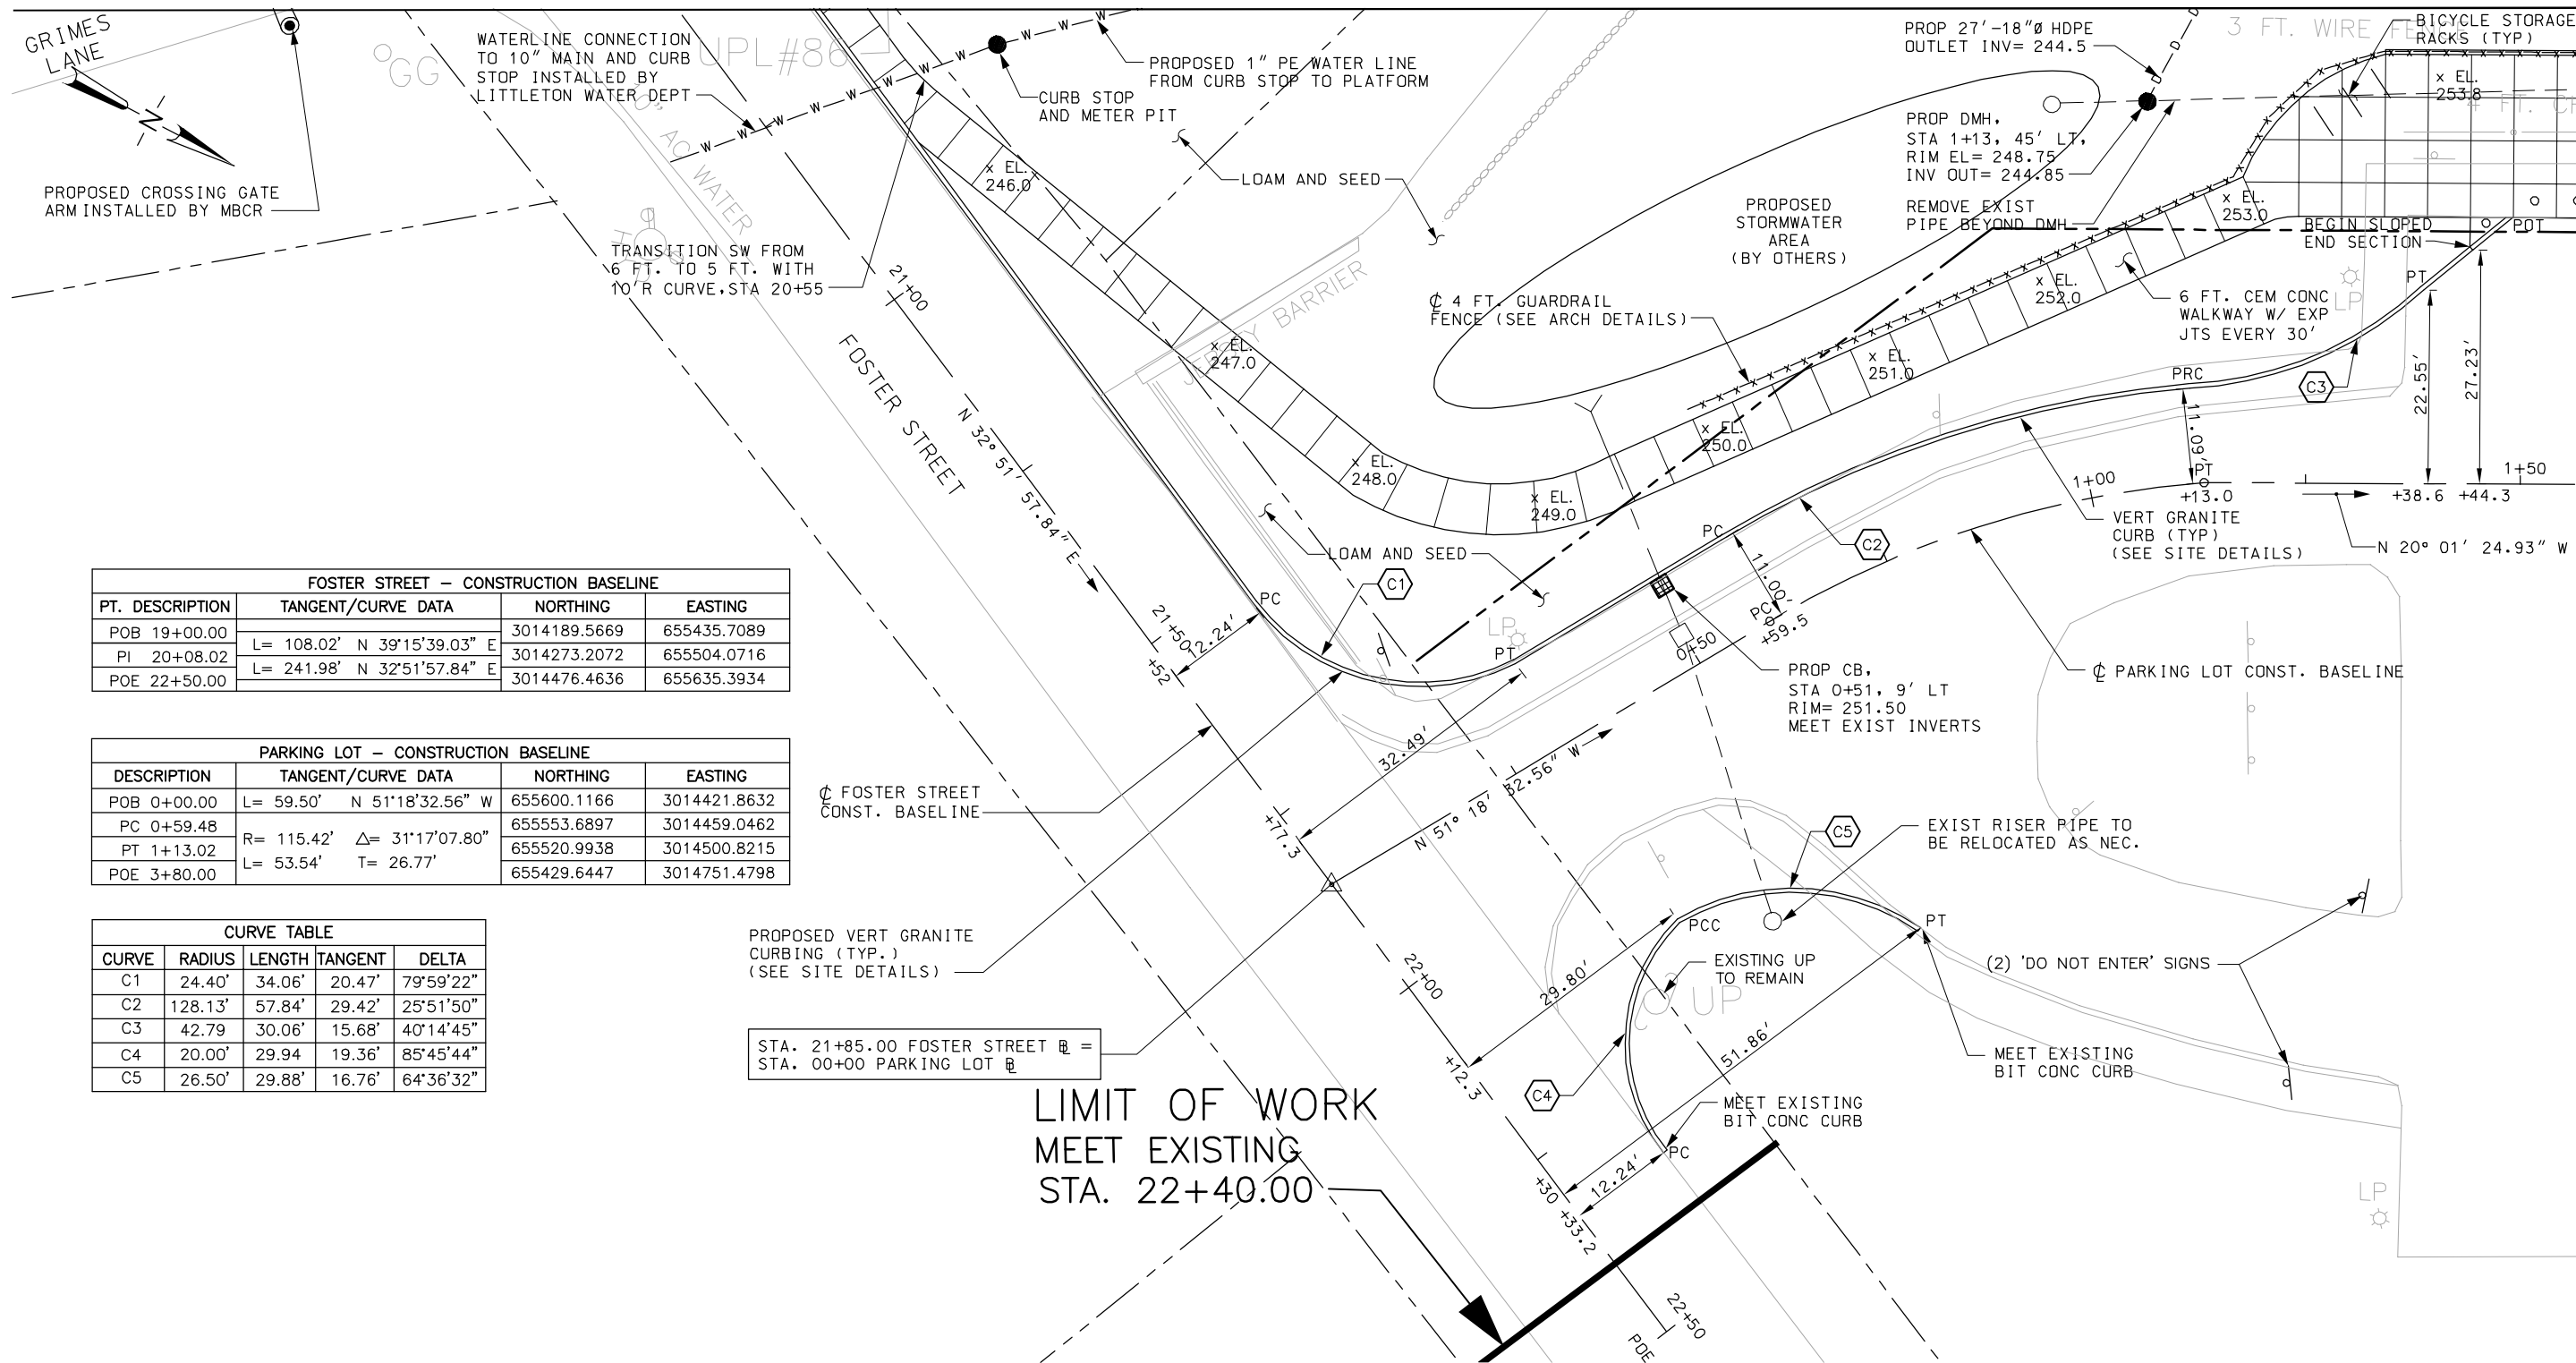 GRIMES
LANE
N
PROPOSED CROSSING GATE
ARM INSTALLED BY MBCR
GG
WATERLINE CONNECTION
TO 10" MAIN AND CURB
STOP INSTALLED BY
LITTLETON WATER DEPT
UPL#86
10" AC WATER
W W W W W W W W W W
CURB STOP
AND METER PIT
PROPOSED 1" PE WATER LINE
FROM CURB STOP TO PLATFORM
LOAM AND SEED
TRANSITION SW FROM
6 FT. TO 5 FT. WITH
10'R CURVE, STA 20+55
H
x EL.
246.0
x EL.
247.0
x EL.
248.0
x EL.
249.0
x EL.
250.0
x EL.
251.0
x EL.
252.0
x EL.
253.0
x EL.
253.8
JERSEY BARRIER
PROP 27'-18"Ø HDPE
OUTLET INV= 244.5
D D D
3 FT. WIRE FENCE
BICYCLE STORAGE
RACKS (TYP)
4 FT. CH
PROP DMH,
STA 1+13, 45' LT,
RIM EL= 248.75
INV OUT= 244.85
REMOVE EXIST
PIPE BEYOND DMH
PROPOSED
STORMWATER
AREA
(BY OTHERS)
BEGIN SLOPED
END SECTION
POT
PT
LP
℄ 4 FT. GUARDRAIL
FENCE (SEE ARCH DETAILS)
6 FT. CEM CONC
WALKWAY W/ EXP
JTS EVERY 30'
PRC
C3
22.55'
27.23'
11.09'
PT
+13.0
1+00
+38.6
+44.3
1+50
N 20° 01' 24.93" W
VERT GRANITE
CURB (TYP)
(SEE SITE DETAILS)
FOSTER STREET
21+00
N 32° 51' 57.84" E
21+50
+52
12.24'
PC
C1
LOAM AND SEED
LP
PT
PC
C2
11.00'
PC
+59.5
0+50
PROP CB,
STA 0+51, 9' LT
RIM= 251.50
MEET EXIST INVERTS
℄ PARKING LOT CONST. BASELINE
FOSTER STREET - CONSTRUCTION BASELINE
PT. DESCRIPTION TANGENT/CURVE DATA NORTHING EASTING
POB 19+00.00 3014189.5669 655435.7089
L= 108.02' N 39°15'39.03" E
PI 20+08.02 3014273.2072 655504.0716
L= 241.98' N 32°51'57.84" E
POE 22+50.00 3014476.4636 655635.3934
PARKING LOT - CONSTRUCTION BASELINE
DESCRIPTION TANGENT/CURVE DATA NORTHING EASTING
POB 0+00.00 L= 59.50' N 51°18'32.56" W 655600.1166 3014421.8632
PC 0+59.48 655553.6897 3014459.0462
R= 115.42' Δ= 31°17'07.80"
PT 1+13.02 655520.9938 3014500.8215
L= 53.54' T= 26.77'
POE 3+80.00 655429.6447 3014751.4798
CURVE TABLE
CURVE RADIUS LENGTH TANGENT DELTA
C1 24.40' 34.06' 20.47' 79°59'22"
C2 128.13' 57.84' 29.42' 25°51'50"
C3 42.79 30.06' 15.68' 40°14'45"
C4 20.00' 29.94 19.36' 85°45'44"
C5 26.50' 29.88' 16.76' 64°36'32"
℄ FOSTER STREET
CONST. BASELINE
32.49'
+77.3
N 51° 18' 32.56" W
PROPOSED VERT GRANITE
CURBING (TYP.)
(SEE SITE DETAILS)
STA. 21+85.00 FOSTER STREET ⅊ =
STA. 00+00 PARKING LOT ⅊
C5
EXIST RISER PIPE TO
BE RELOCATED AS NEC.
PCC
PT
EXISTING UP
TO REMAIN
UP
22+00
29.80'
+12.3
51.86'
C4
(2) 'DO NOT ENTER' SIGNS
MEET EXISTING
BIT CONC CURB
MEET EXISTING
BIT CONC CURB
PC
12.24'
+30
+33.2
LIMIT OF WORK
MEET EXISTING
STA. 22+40.00
LP
22+50
POE